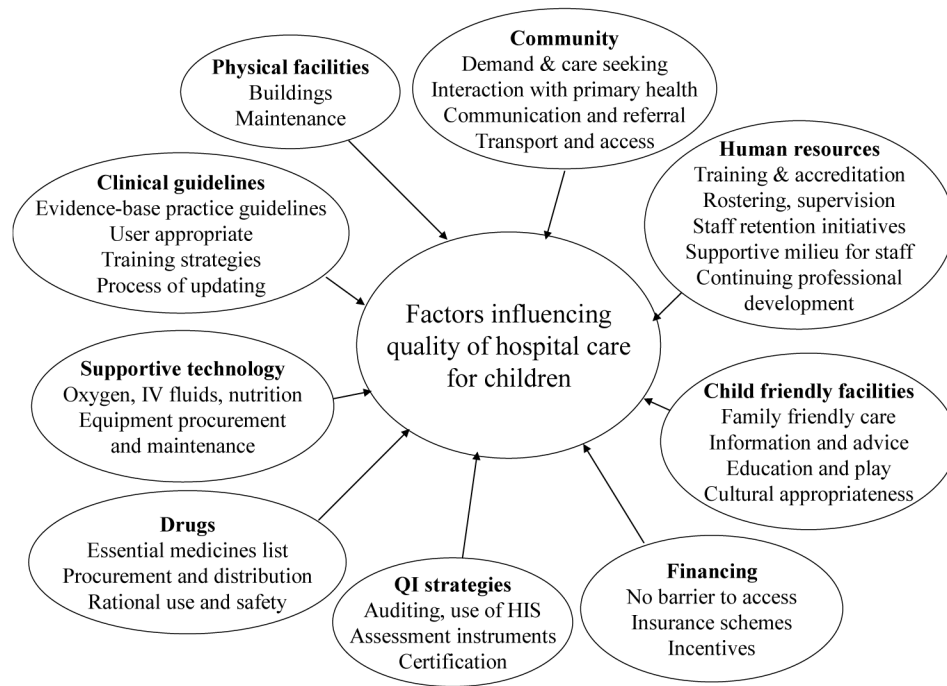 Community
Demand & care seeking
Interaction with primary health
Communication and referral
Transport and access
Physical facilities
Buildings
Maintenance
Human resources
Training & accreditation
Rostering, supervision
Staff retention initiatives
Supportive milieu for staff
Continuing professional
development
Clinical guidelines
Evidence-base practice guidelines
User appropriate
Training strategies
Process of updating
Factors influencing
quality of hospital care
for children
Supportive technology
Oxygen, IV fluids, nutrition
Equipment procurement
and maintenance
Child friendly facilities
Family friendly care
Information and advice
Education and play
Cultural appropriateness
Drugs
Essential medicines list
Procurement and distribution
Rational use and safety
QI strategies
Auditing, use of HIS
Assessment instruments
Certification
Financing
No barrier to access
Insurance schemes
Incentives